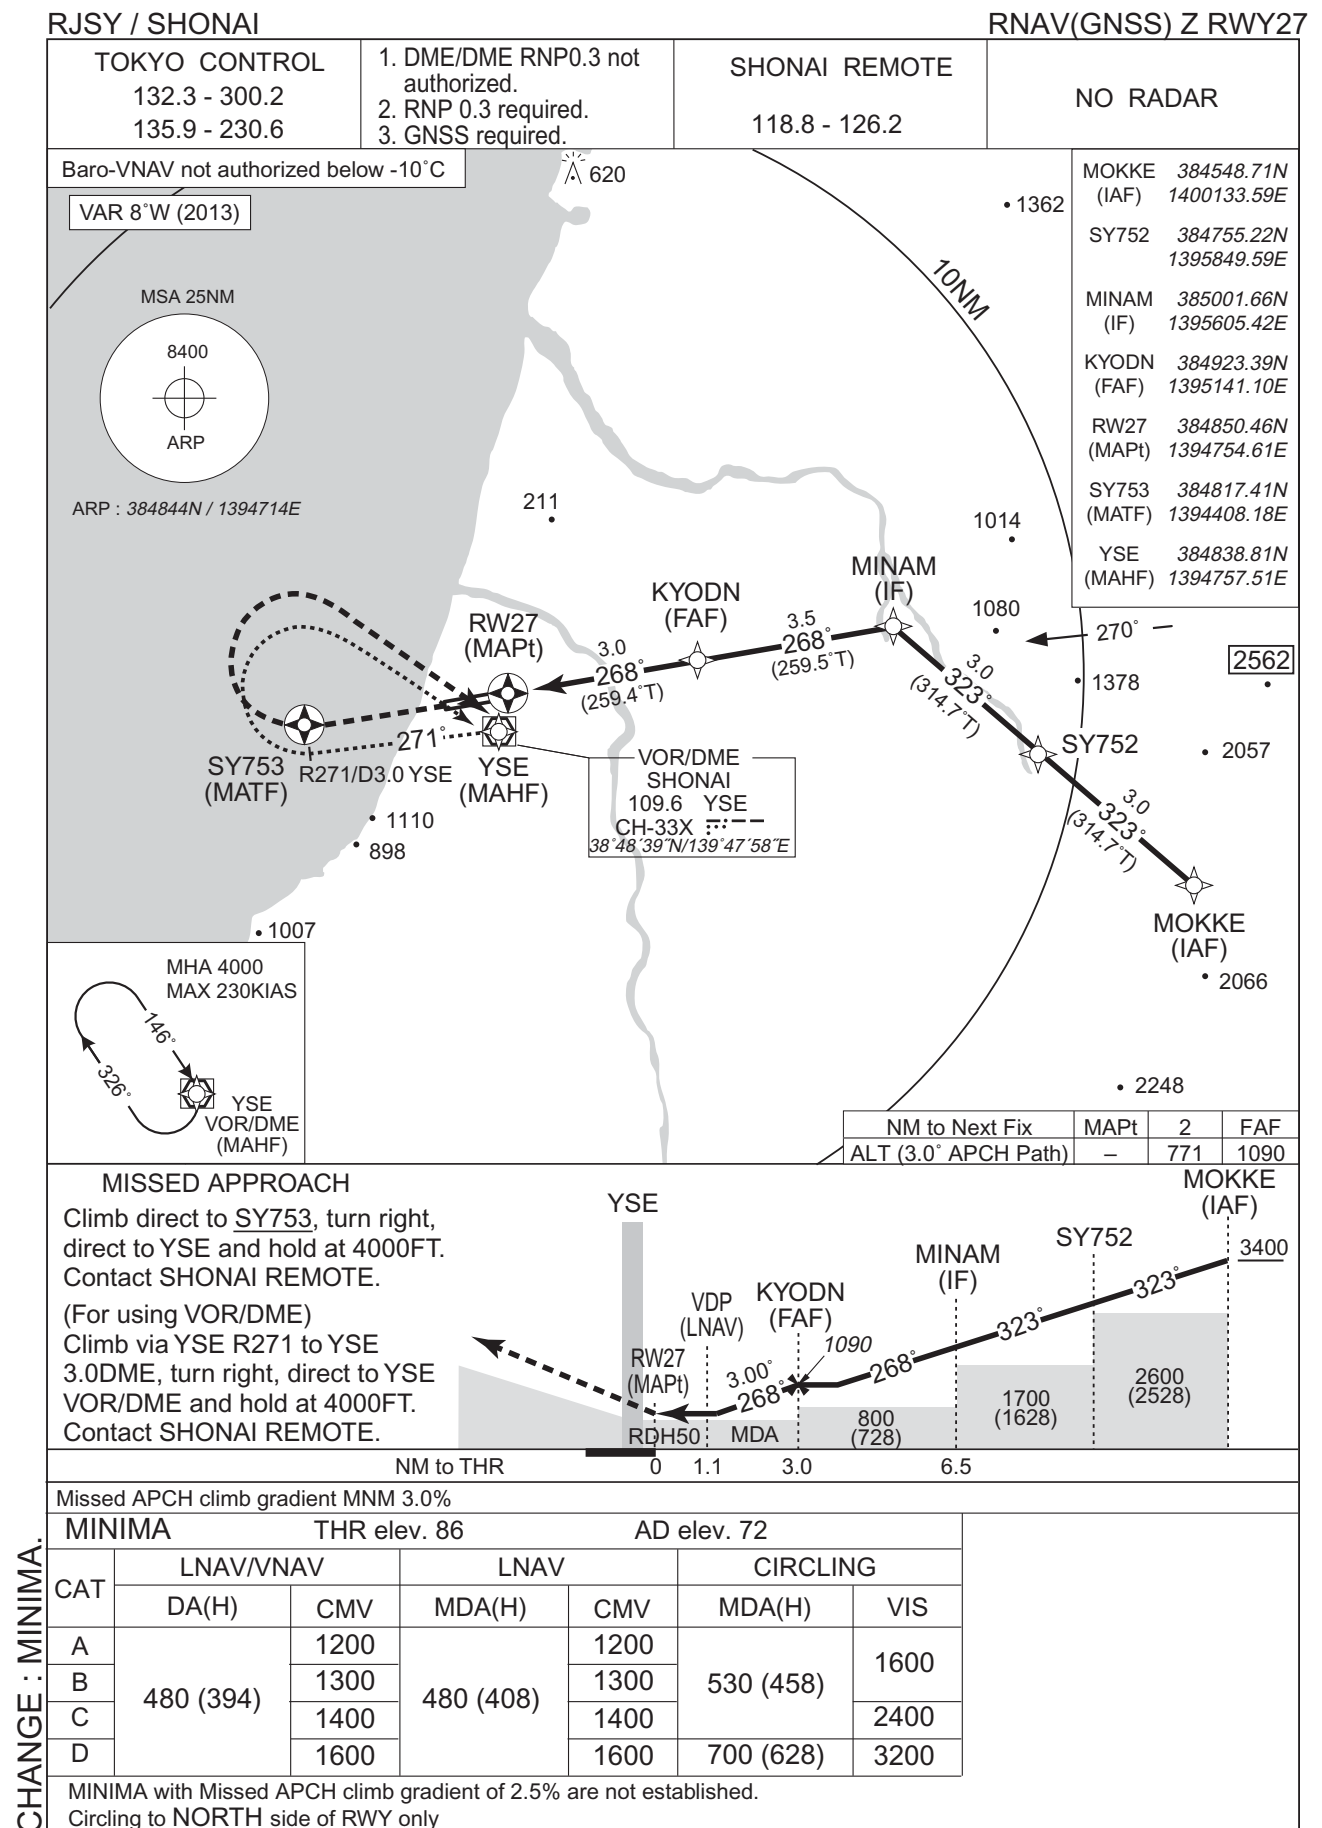 RJSY / SHONAI
RNAV(GNSS) Z RWY27
TOKYO CONTROL
132.3 - 300.2
135.9 - 230.6
1. DME/DME RNP0.3 not
authorized.
2. RNP 0.3 required.
3. GNSS required.
SHONAI REMOTE
118.8 - 126.2
NO RADAR
Baro-VNAV not authorized below -10˚C
VAR 8˚W (2013)
620
1362
10NM
MOKKE 384548.71N
(IAF) 1400133.59E
SY752 384755.22N
1395849.59E
MINAM 385001.66N
(IF) 1395605.42E
KYODN 384923.39N
(FAF) 1395141.10E
RW27 384850.46N
(MAPt) 1394754.61E
SY753 384817.41N
(MATF) 1394408.18E
YSE 384838.81N
(MAHF) 1394757.51E
MSA 25NM
8400
ARP
ARP : 384844N / 1394714E
211
1014
MINAM
(IF)
KYODN
(FAF)
1080
270˚
RW27
(MAPt)
3.0
268˚
(259.4˚T)
3.5
268˚
(259.5˚T)
3.0
323˚
(314.7˚T)
2562
1378
SY752
2057
271˚
SY753
(MATF)
R271/D3.0 YSE
YSE
(MAHF)
VOR/DME
SHONAI
109.6 YSE
CH-33X
38˚48´39˝N/139˚47´58˝E
3.0
323˚
(314.7˚T)
1110
898
1007
MOKKE
(IAF)
2066
2248
MHA 4000
MAX 230KIAS
146˚
326˚
YSE
VOR/DME
(MAHF)
NM to Next Fix MAPt 2 FAF
ALT (3.0˚ APCH Path) – 771 1090
MISSED APPROACH
Climb direct to SY753, turn right,
direct to YSE and hold at 4000FT.
Contact SHONAI REMOTE.
(For using VOR/DME)
Climb via YSE R271 to YSE
3.0DME, turn right, direct to YSE
VOR/DME and hold at 4000FT.
Contact SHONAI REMOTE.
YSE
MOKKE
(IAF)
3400
SY752
MINAM
(IF)
KYODN
(FAF)
VDP
(LNAV)
RW27
(MAPt)
1090
3.00˚
268˚
268˚
323˚
323˚
RDH50
MDA
800
(728)
1700
(1628)
2600
(2528)
NM to THR 0 1.1 3.0 6.5
Missed APCH climb gradient MNM 3.0%
MINIMA THR elev. 86 AD elev. 72
CAT LNAV/VNAV LNAV CIRCLING
DA(H) CMV MDA(H) CMV MDA(H) VIS
A 480 (394) 1200 480 (408) 1200 530 (458) 1600
B 1300 1300
C 1400 1400 2400
D 1600 1600 700 (628) 3200
MINIMA with Missed APCH climb gradient of 2.5% are not established.
Circling to NORTH side of RWY only
CHANGE : MINIMA.